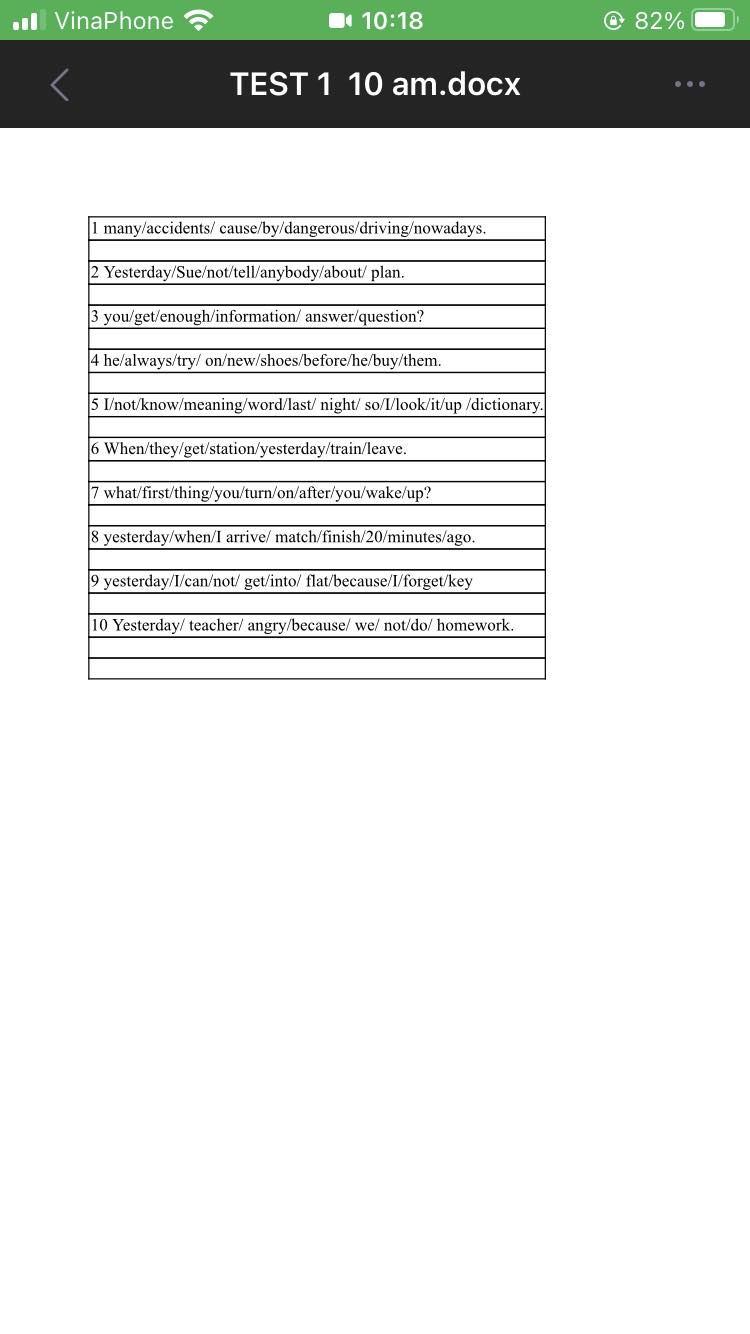 VinaPhone 10:18 82%
TEST 1 10 am.docx
1 many/accidents/ cause/by/dangerous/driving/nowadays.
2 Yesterday/Sue/not/tell/anybody/about/ plan.
3 you/get/enough/information/ answer/question?
4 he/always/try/ on/new/shoes/before/he/buy/them.
5 I/not/know/meaning/word/last/ night/ so/I/look/it/up /dictionary.
6 When/they/get/station/yesterday/train/leave.
7 what/first/thing/you/turn/on/after/you/wake/up?
8 yesterday/when/I arrive/ match/finish/20/minutes/ago.
9 yesterday/I/can/not/ get/into/ flat/because/I/forget/key
10 Yesterday/ teacher/ angry/because/ we/ not/do/ homework.